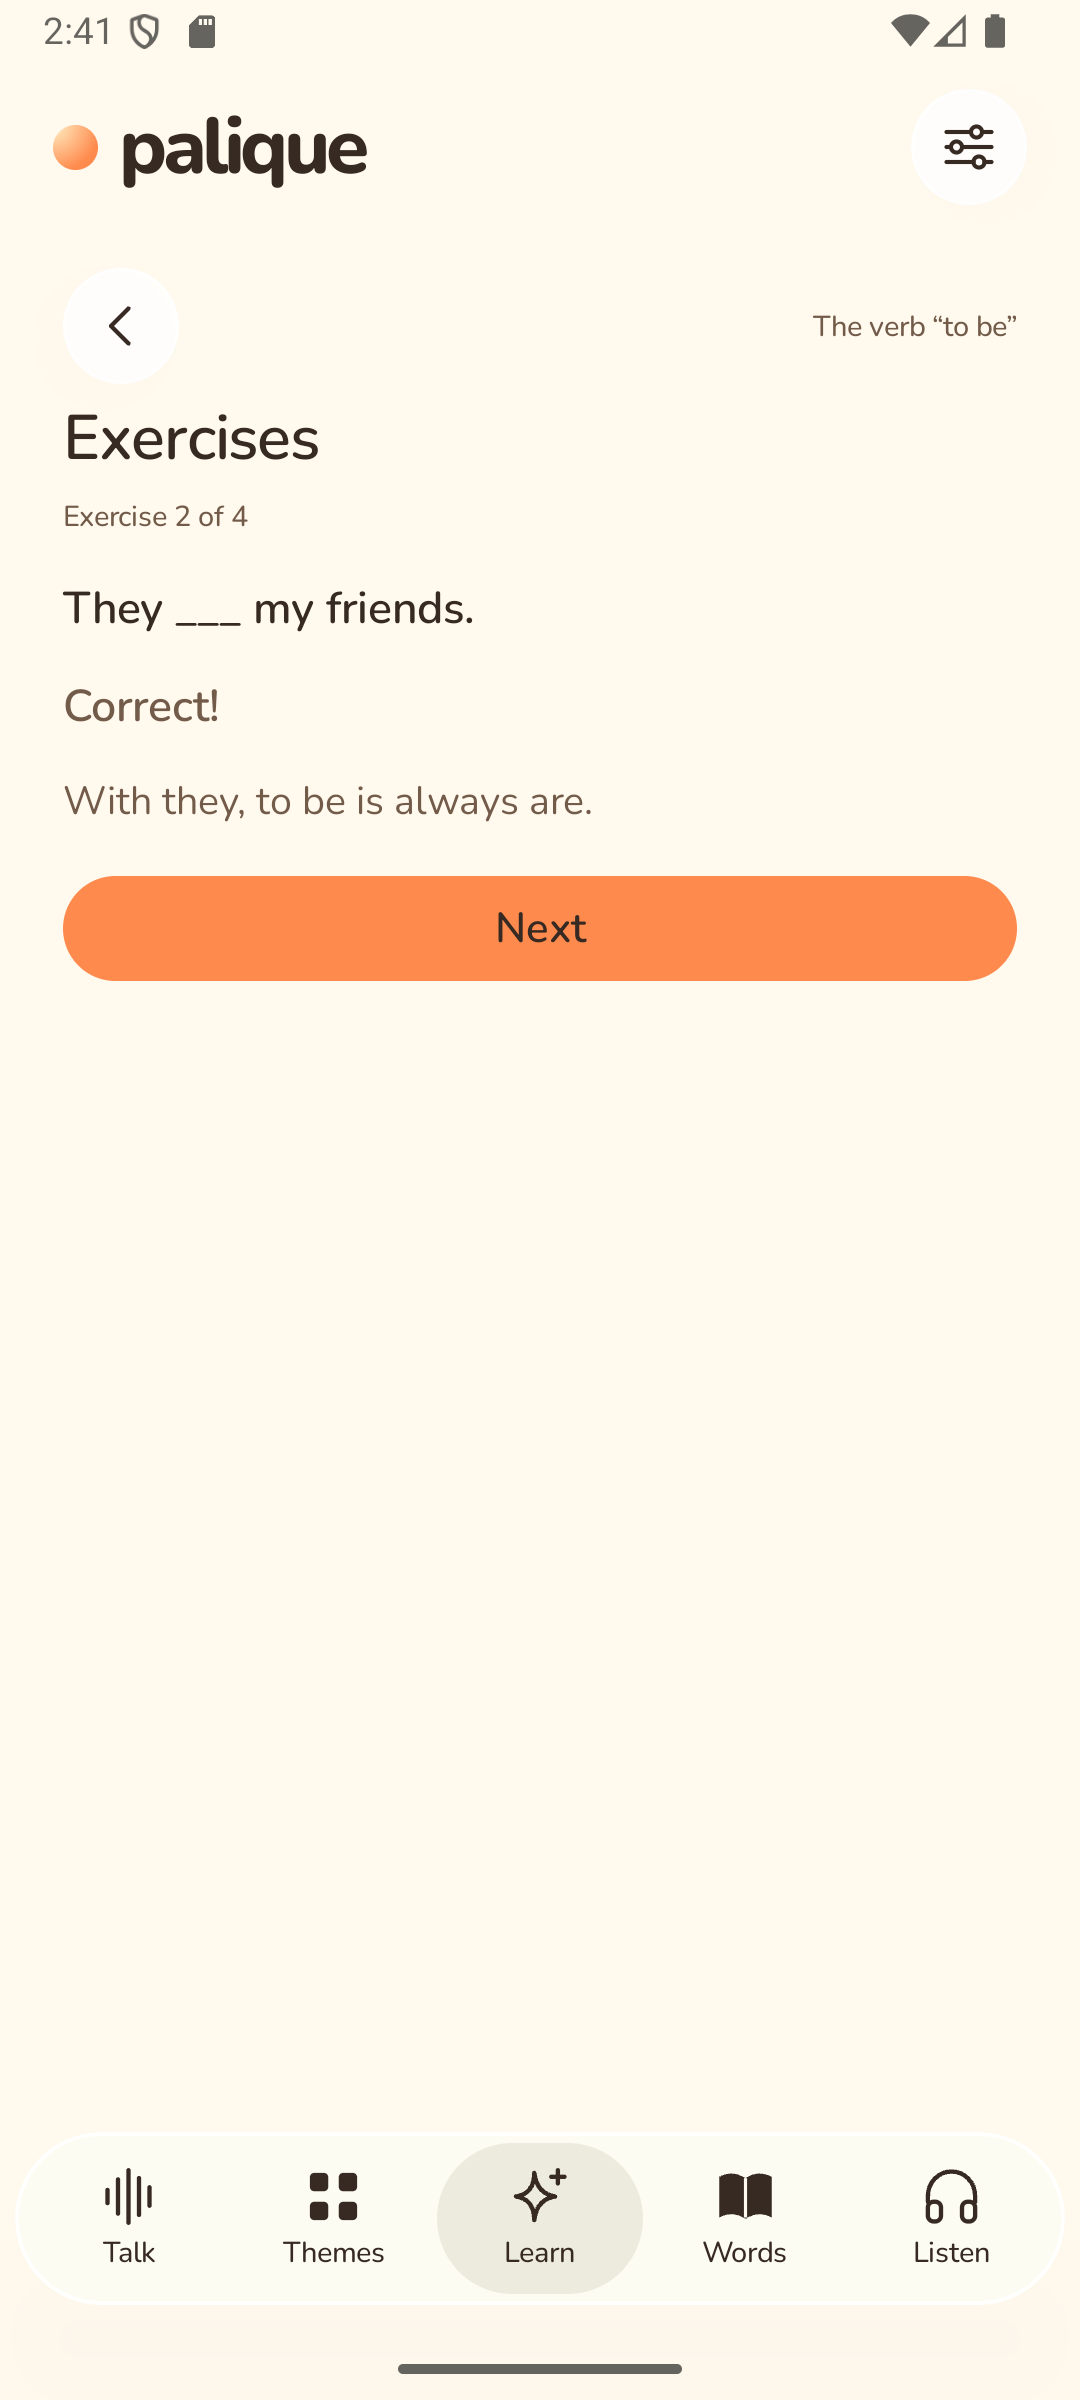 2:41
palique
The verb “to be”
Exercises
Exercise 2 of 4
They ___ my friends.
Correct!
With they, to be is always are.
Next
Talk
Themes
Learn
Words
Listen